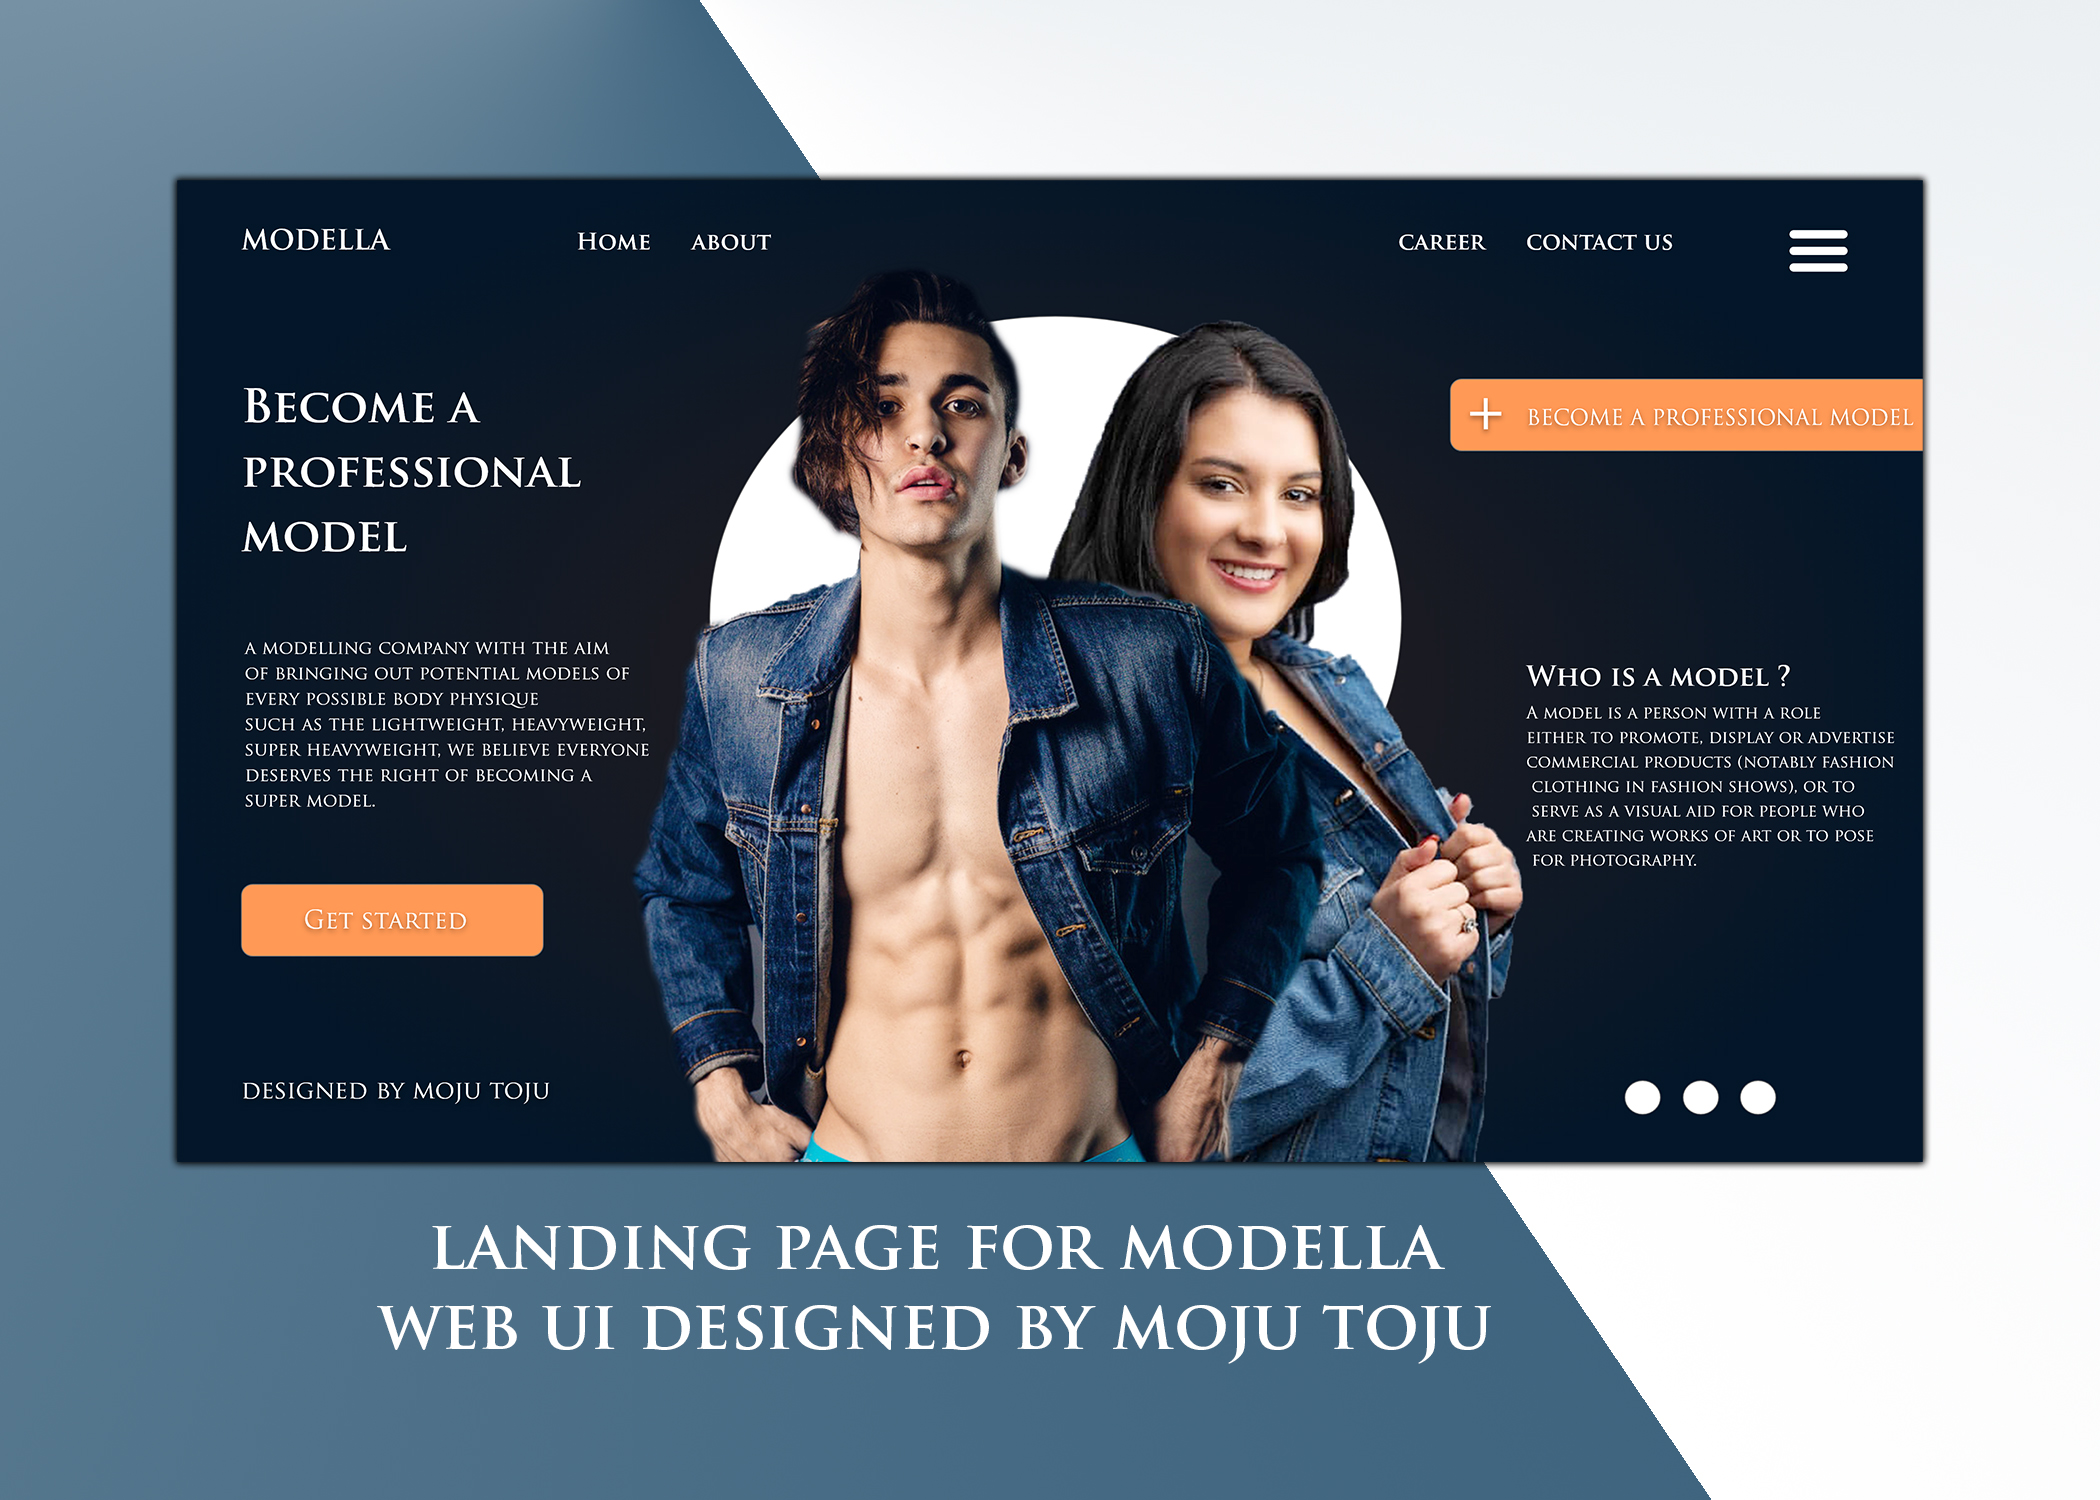 MODELLA
HOME ABOUT
CAREER CONTACT US
BECOME A
PROFESSIONAL
MODEL
+ BECOME A PROFESSIONAL MODEL
A MODELLING COMPANY WITH THE AIM
OF BRINGING OUT POTENTIAL MODELS OF
EVERY POSSIBLE BODY PHYSIQUE
SUCH AS THE LIGHTWEIGHT, HEAVYWEIGHT,
SUPER HEAVYWEIGHT, WE BELIEVE EVERYONE
DESERVES THE RIGHT OF BECOMING A
SUPER MODEL.
WHO IS A MODEL ?
A MODEL IS A PERSON WITH A ROLE
EITHER TO PROMOTE, DISPLAY OR ADVERTISE
COMMERCIAL PRODUCTS (NOTABLY FASHION
CLOTHING IN FASHION SHOWS), OR TO
SERVE AS A VISUAL AID FOR PEOPLE WHO
ARE CREATING WORKS OF ART OR TO POSE
FOR PHOTOGRAPHY.
GET STARTED
DESIGNED BY MOJU TOJU
LANDING PAGE FOR MODELLA
WEB UI DESIGNED BY MOJU TOJU